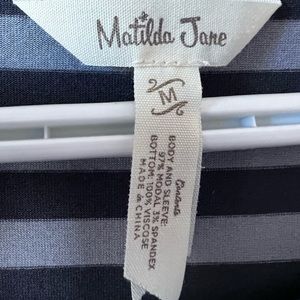 Matilda Jane
M
Contents
BODY AND SLEEVE:
97% MODAL 3% SPANDEX
BOTTOM: 100% VISCOSE
MADE IN CHINA